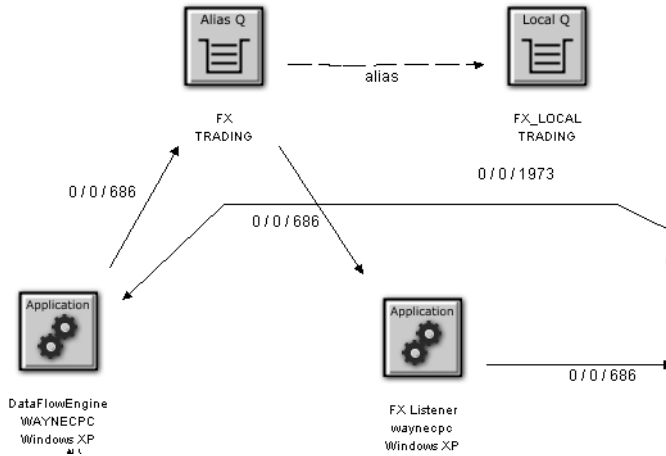 Alias Q
Local Q
alias
FX
TRADING
FX_LOCAL
TRADING
0/0/1973
0/0/686
0/0/686
Application
Application
0/0/686
DataFlowEngine
WAYNECPC
Windows XP
FX Listener
waynecpc
Windows XP